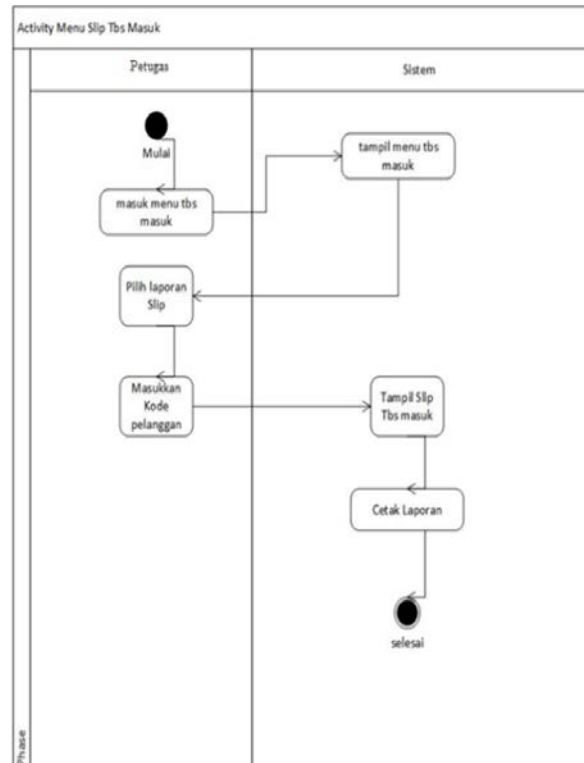 Activity Menu Slip Tbs Masuk
Petugas
Sistem
Mulai
tampil menu tbs
masuk
masuk menu tbs
masuk
Pilih laporan
Slip
Masukkan
Kode
pelanggan
Tampil Slip
Tbs masuk
Cetak Laporan
selesai
Phase